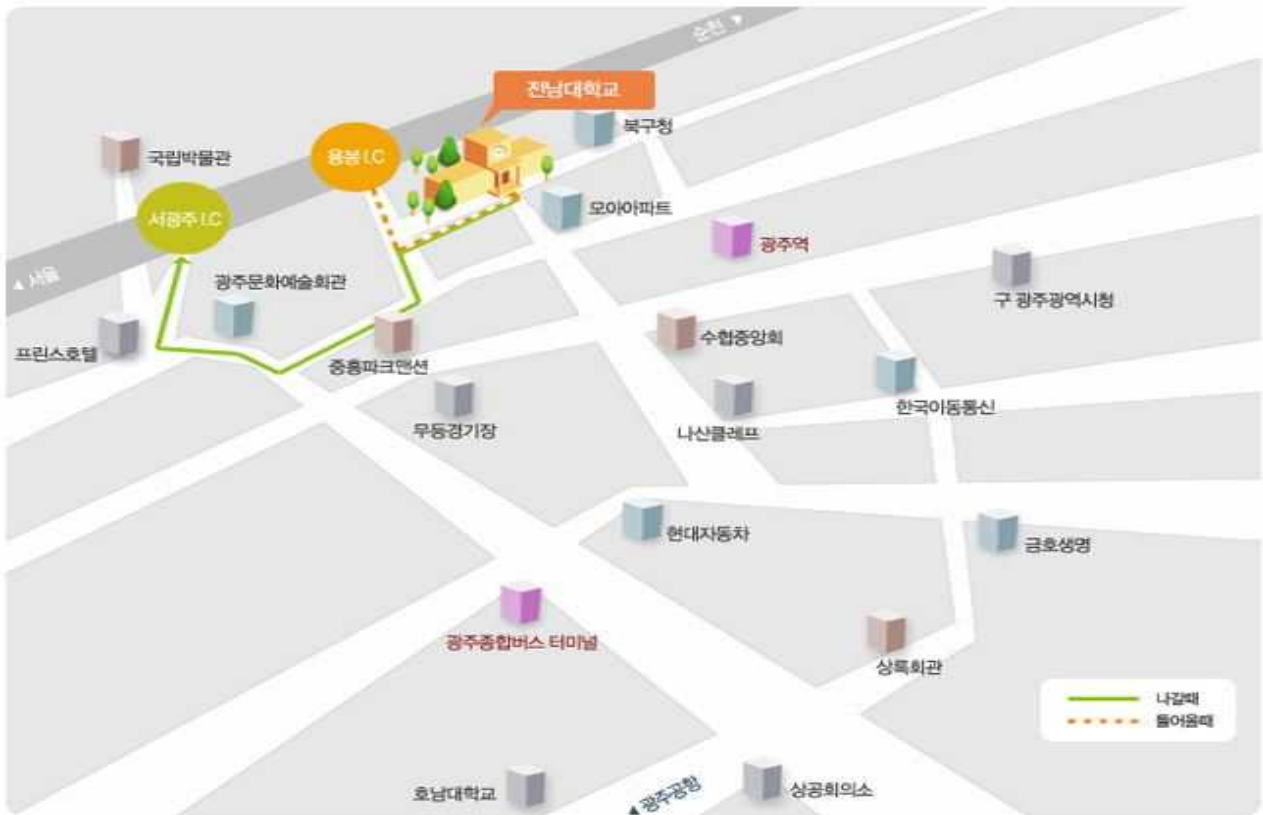 순천 ▶
전남대학교
북구청
용봉 I.C
국립박물관
모아아파트
서광주 I.C
광주역
◀ 서울
광주문화예술회관
구 광주광역시청
프린스호텔
수협중앙회
중흥파크맨션
한국이동통신
무등경기장
나산클레프
현대자동차
금호생명
광주종합버스 터미널
상록회관
나갈때
들어올때
호남대학교
◀ 광주공항
상공회의소